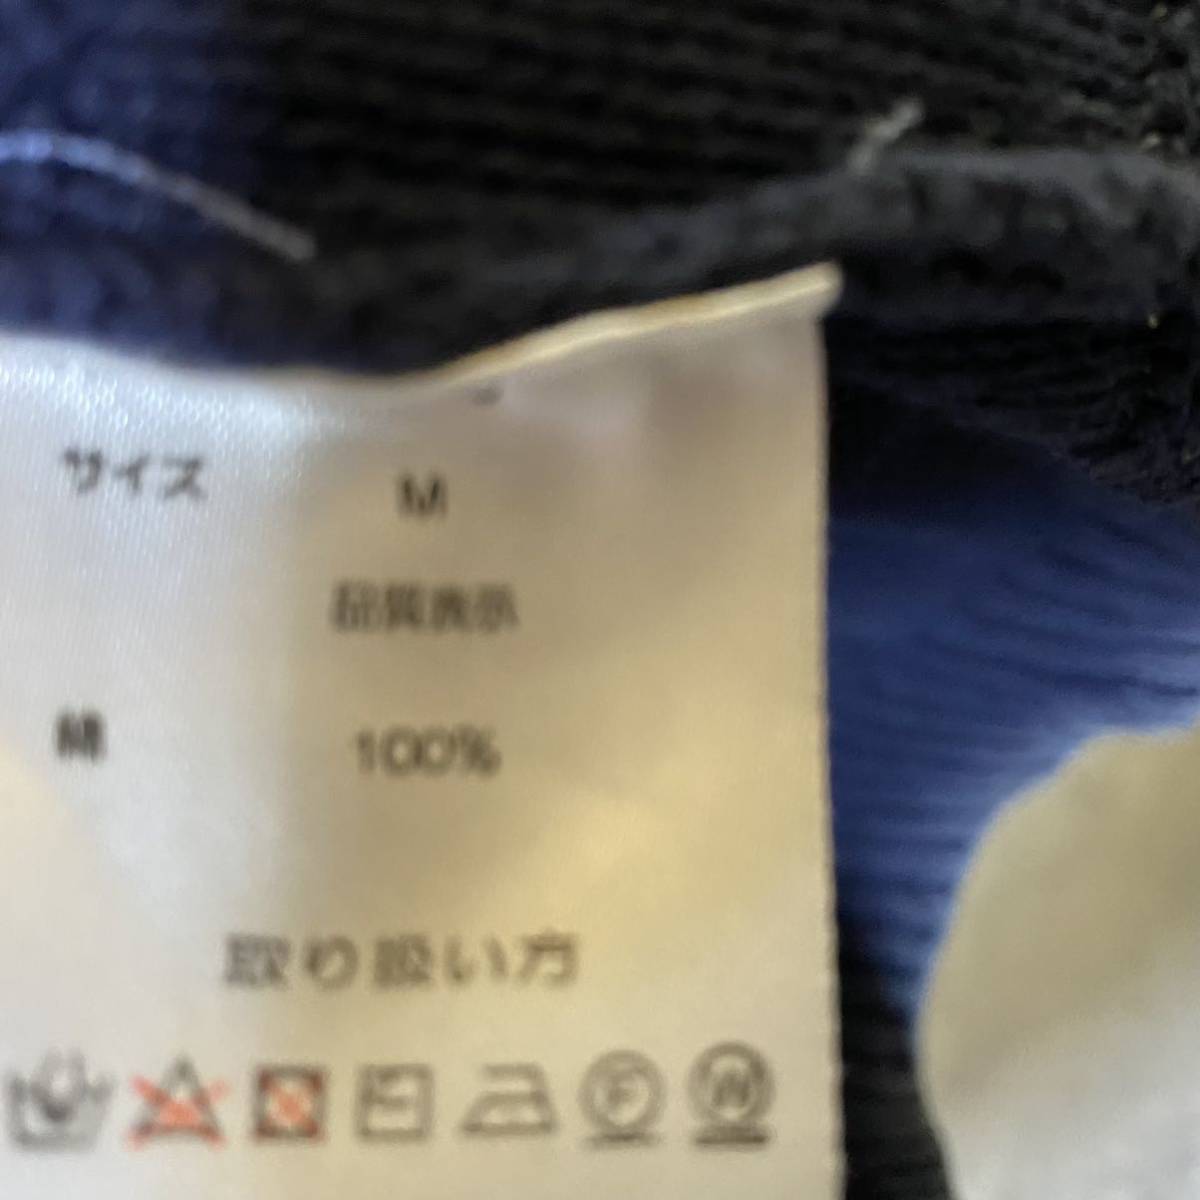 サイズ M
品質表示
綿 100%
取り扱い方
F W